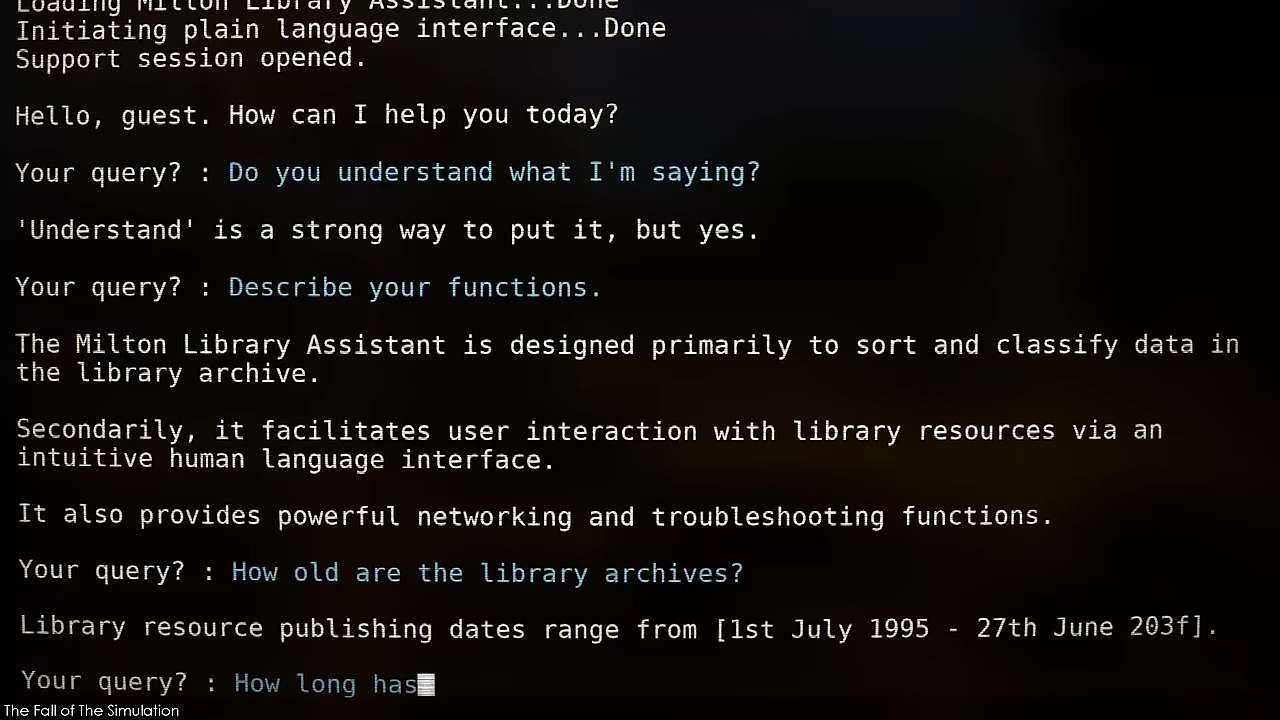 Loading Milton Library Assistant...Done
Initiating plain language interface...Done
Support session opened.
Hello, guest. How can I help you today?
Your query? : Do you understand what I'm saying?
'Understand' is a strong way to put it, but yes.
Your query? : Describe your functions.
The Milton Library Assistant is designed primarily to sort and classify data in
the library archive.
Secondarily, it facilitates user interaction with library resources via an
intuitive human language interface.
It also provides powerful networking and troubleshooting functions.
Your query? : How old are the library archives?
Library resource publishing dates range from [1st July 1995 - 27th June 203f].
Your query? : How long has
The Fall of The Simulation